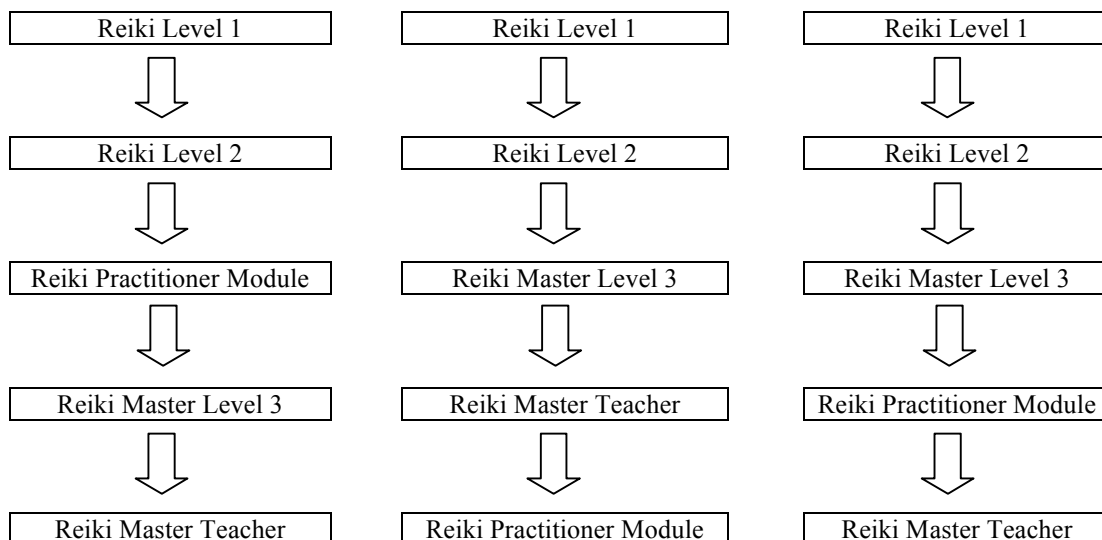 Reiki Level 1
Reiki Level 2
Reiki Practitioner Module
Reiki Master Level 3
Reiki Master Teacher
Reiki Level 1
Reiki Level 2
Reiki Master Level 3
Reiki Master Teacher
Reiki Practitioner Module
Reiki Level 1
Reiki Level 2
Reiki Master Level 3
Reiki Practitioner Module
Reiki Master Teacher